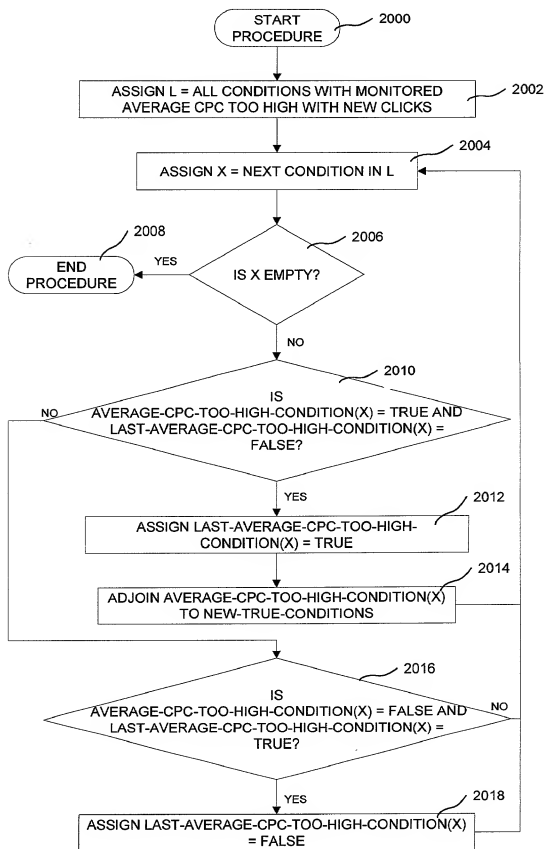 START
PROCEDURE
2000
ASSIGN L = ALL CONDITIONS WITH MONITORED
AVERAGE CPC TOO HIGH WITH NEW CLICKS
2002
ASSIGN X = NEXT CONDITION IN L
2004
2008
END
PROCEDURE
YES
IS X EMPTY?
2006
NO
2010
NO
IS
AVERAGE-CPC-TOO-HIGH-CONDITION(X) = TRUE AND
LAST-AVERAGE-CPC-TOO-HIGH-CONDITION(X) =
FALSE?
YES
2012
ASSIGN LAST-AVERAGE-CPC-TOO-HIGH-
CONDITION(X) = TRUE
2014
ADJOIN AVERAGE-CPC-TOO-HIGH-CONDITION(X)
TO NEW-TRUE-CONDITIONS
2016
IS
AVERAGE-CPC-TOO-HIGH-CONDITION(X) = FALSE AND
LAST-AVERAGE-CPC-TOO-HIGH-CONDITION(X) =
TRUE?
NO
YES
2018
ASSIGN LAST-AVERAGE-CPC-TOO-HIGH-CONDITION(X)
= FALSE